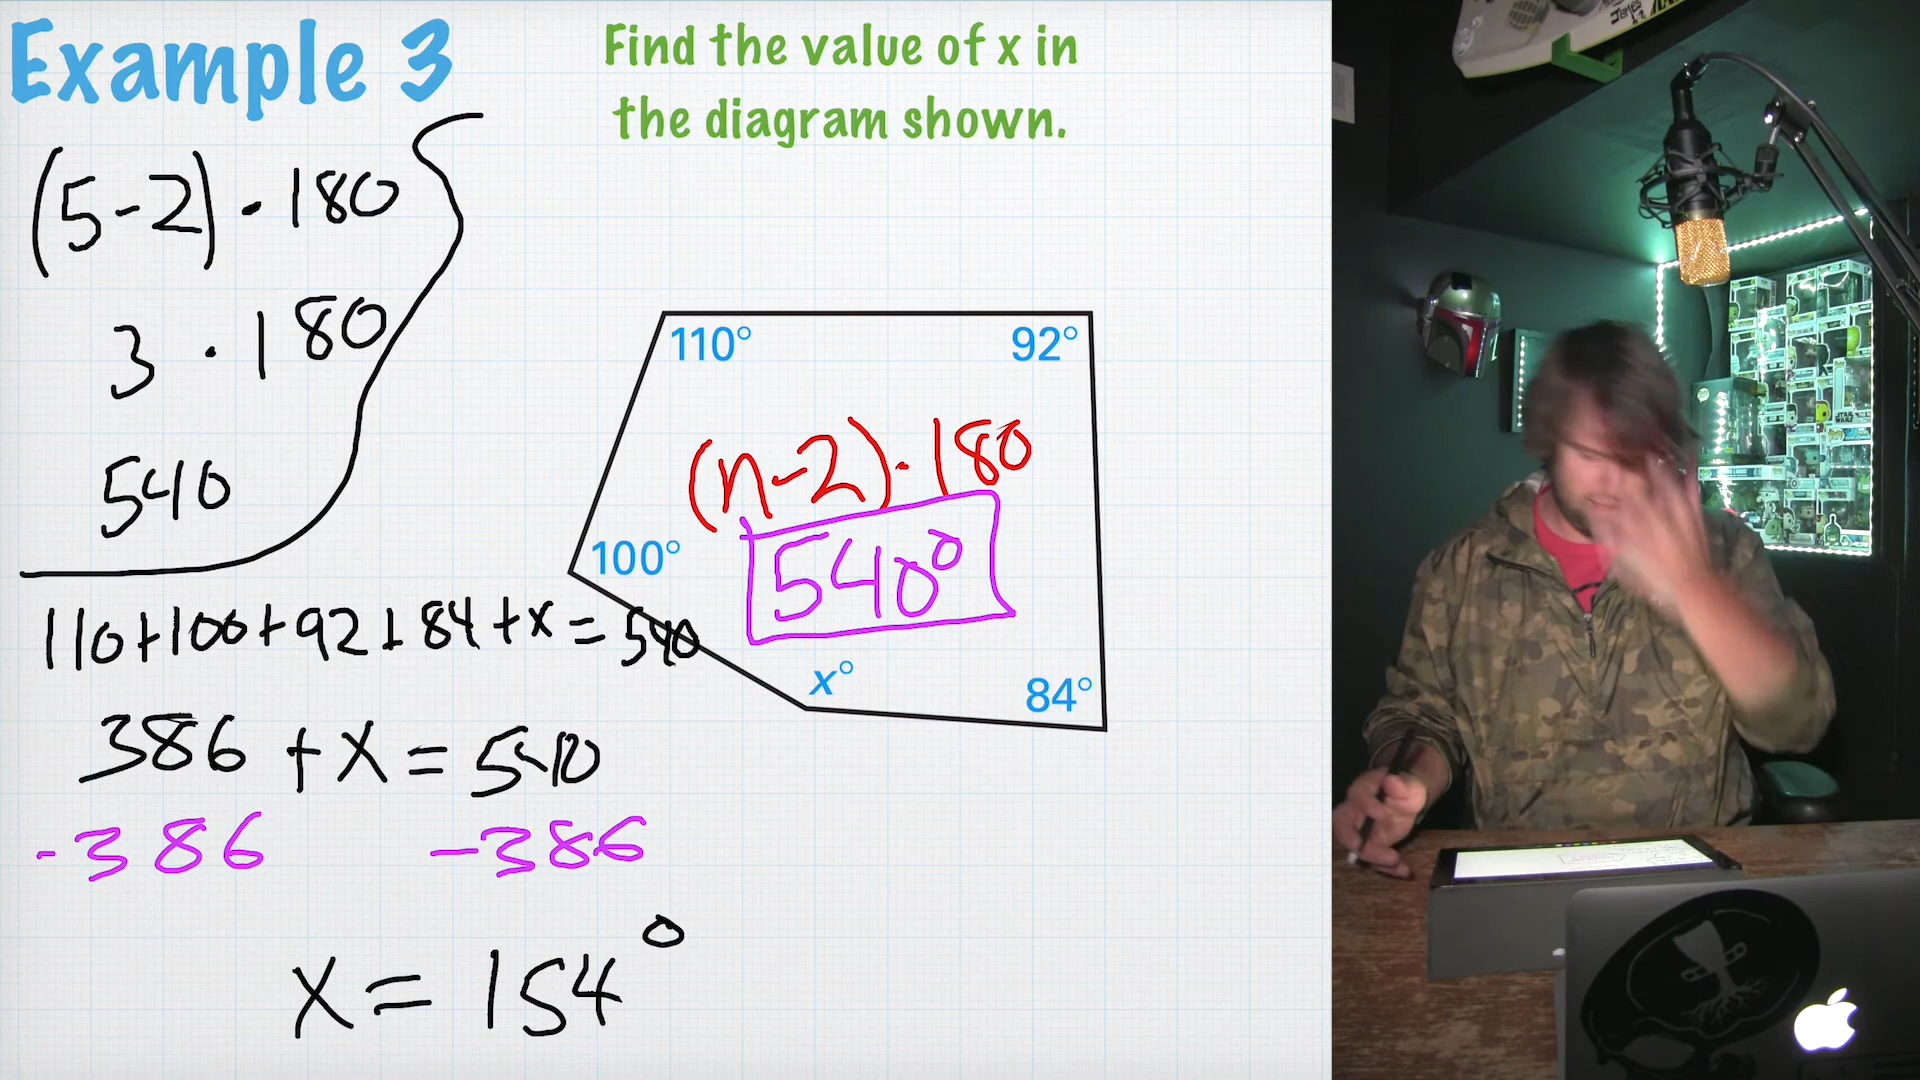 Example 3
Find the value of x in
the diagram shown.
(5-2) · 180
3 · 180
540
110°
92°
(n-2) · 180
540°
100°
x°
84°
110+100+92+84+x=540
386 + x = 540
-386 -386
x = 154°